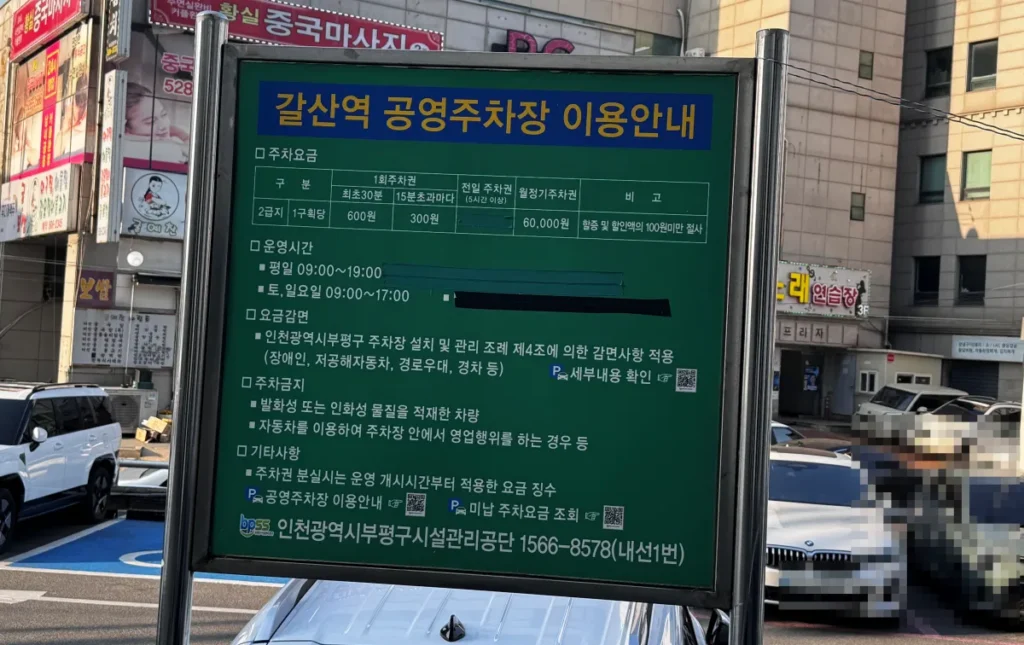 황실 중국마사지
528
갈산역 공영주차장 이용안내
□ 주차요금
구 분 1회주차권 전일 주차권 (5시간 이상) 월정기주차권 비 고
최초30분 15분초과마다
2급지 1구획당 600원 300원 60,000원 할증 및 할인액의 100원미만 절사
□ 운영시간
■ 평일 09:00~19:00
■ 토,일요일 09:00~17:00 ■
□ 요금감면
■ 인천광역시부평구 주차장 설치 및 관리 조례 제4조에 의한 감면사항 적용
(장애인, 저공해자동차, 경로우대, 경차 등) P 세부내용 확인 ☞
□ 주차금지
■ 발화성 또는 인화성 물질을 적재한 차량
■ 자동차를 이용하여 주차장 안에서 영업행위를 하는 경우 등
□ 기타사항
■ 주차권 분실시는 운영 개시시간부터 적용한 요금 징수
P 공영주차장 이용안내 ☞ P 미납 주차요금 조회 ☞
bpss 인천광역시부평구시설관리공단 1566-8578(내선1번)
보쌈
노래연습장
3F
프라자